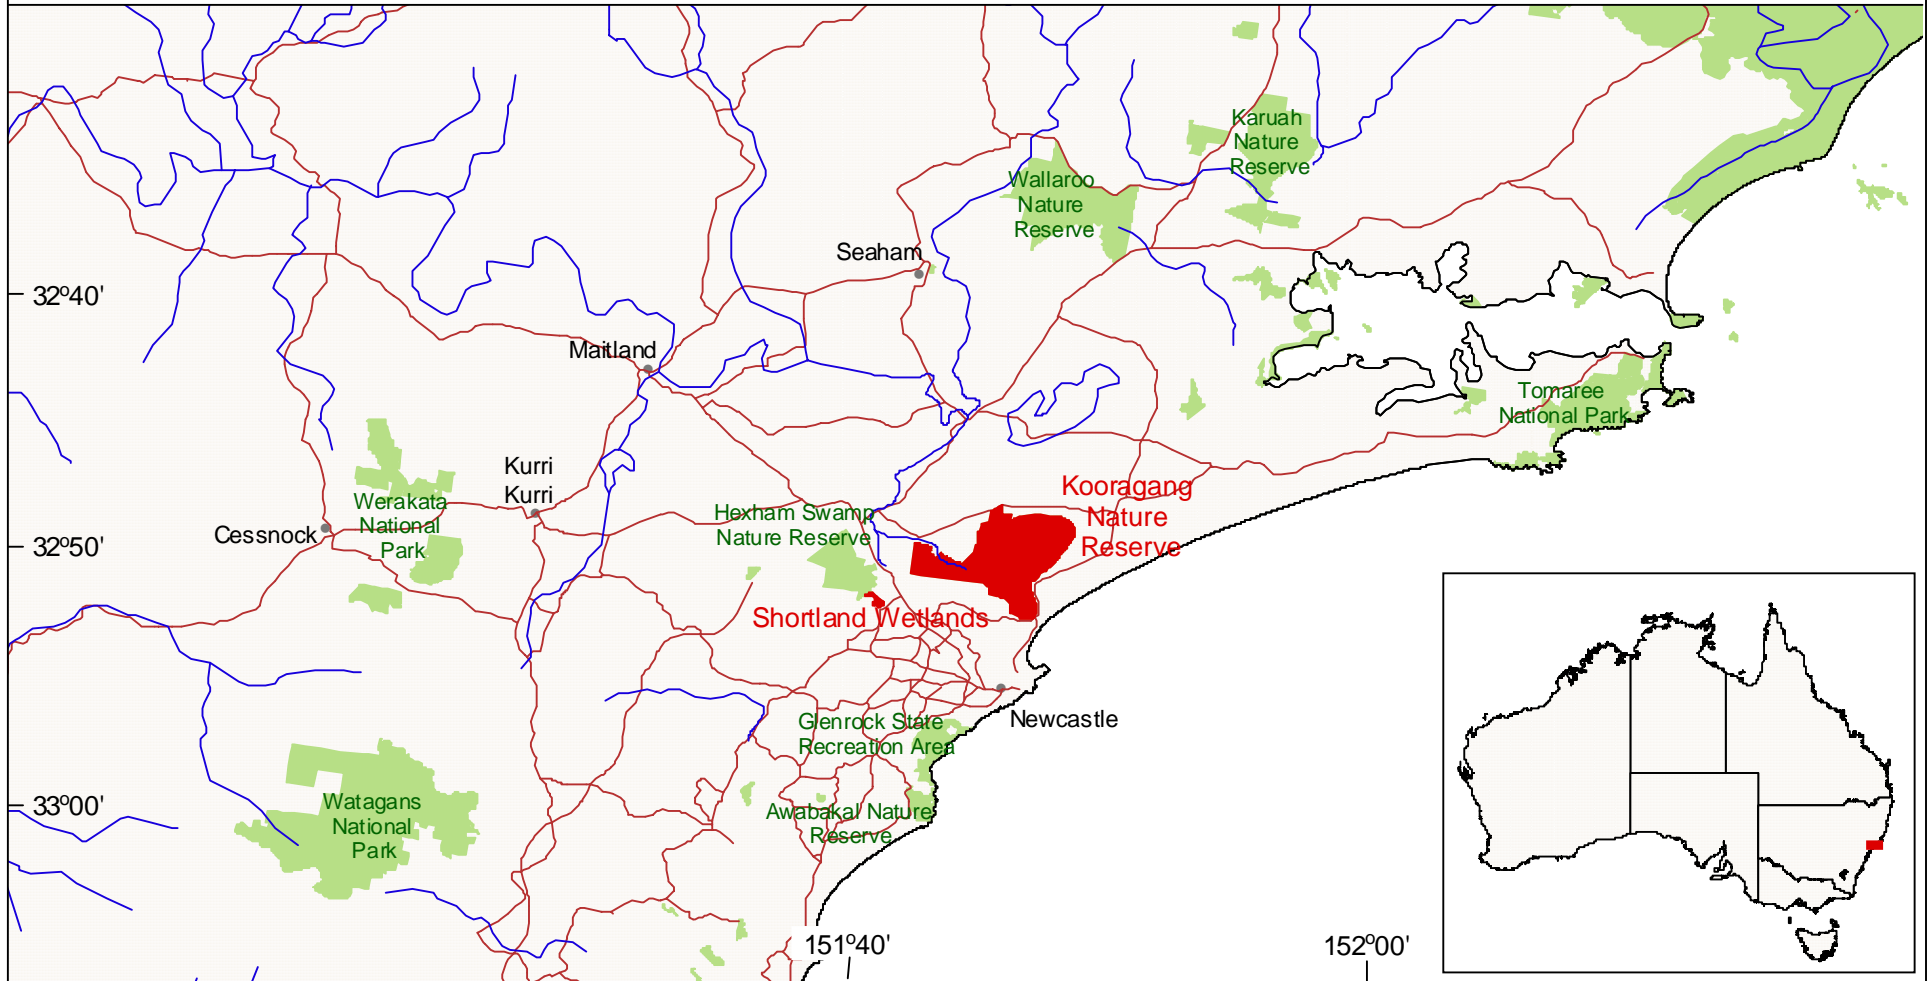 Karuah
Nature
Reserve
Wallaroo
Nature
Reserve
Seaham
32º40'
Maitland
Tomaree
National Park
Kurri
Kurri
Kooragang
Nature
Reserve
Werakata
National
Park
Hexham Swamp
Nature Reserve
Cessnock
32º50'
Shortland Wetlands
Newcastle
Glenrock State
Recreation Area
33º00'
Watagans
National
Park
Awabakal Nature
Reserve
151º40'
152º00'